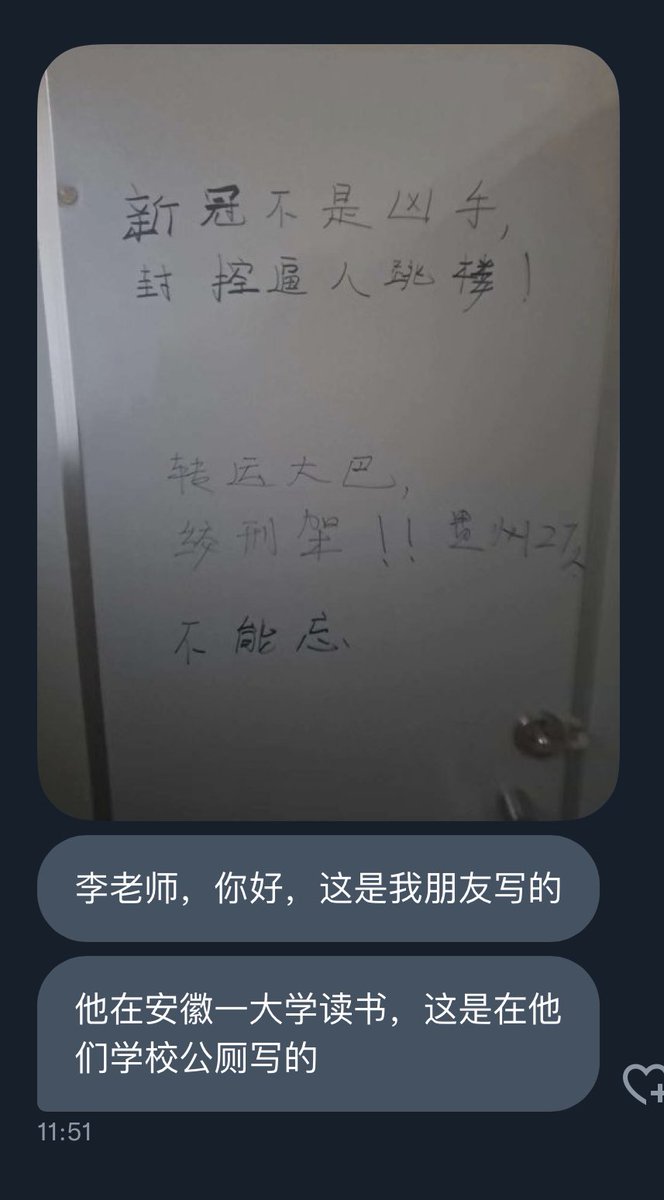 新冠不是凶手,
封控逼人跳楼!
转运大巴,
绞刑架!! 贵州27人
不能忘、
李老师，你好，这是我朋友写的
他在安徽一大学读书，这是在他
们学校公厕写的
11:51